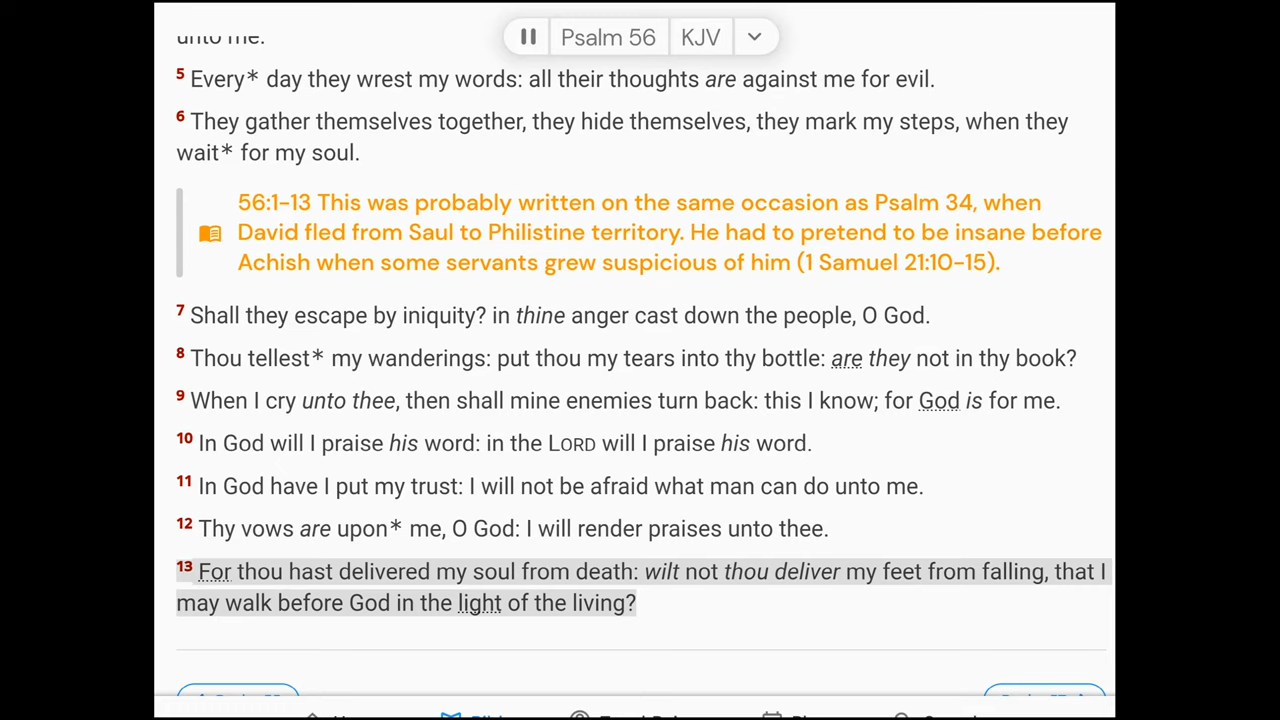 unto me.
Psalm 56 KJV
5 Every* day they wrest my words: all their thoughts are against me for evil.
6 They gather themselves together, they hide themselves, they mark my steps, when they
wait* for my soul.
56:1–13 This was probably written on the same occasion as Psalm 34, when
David fled from Saul to Philistine territory. He had to pretend to be insane before
Achish when some servants grew suspicious of him (1 Samuel 21:10–15).
7 Shall they escape by iniquity? in thine anger cast down the people, O God.
8 Thou tellest* my wanderings: put thou my tears into thy bottle: are they not in thy book?
9 When I cry unto thee, then shall mine enemies turn back: this I know; for God is for me.
10 In God will I praise his word: in the LORD will I praise his word.
11 In God have I put my trust: I will not be afraid what man can do unto me.
12 Thy vows are upon* me, O God: I will render praises unto thee.
13 For thou hast delivered my soul from death: wilt not thou deliver my feet from falling, that I
may walk before God in the light of the living?